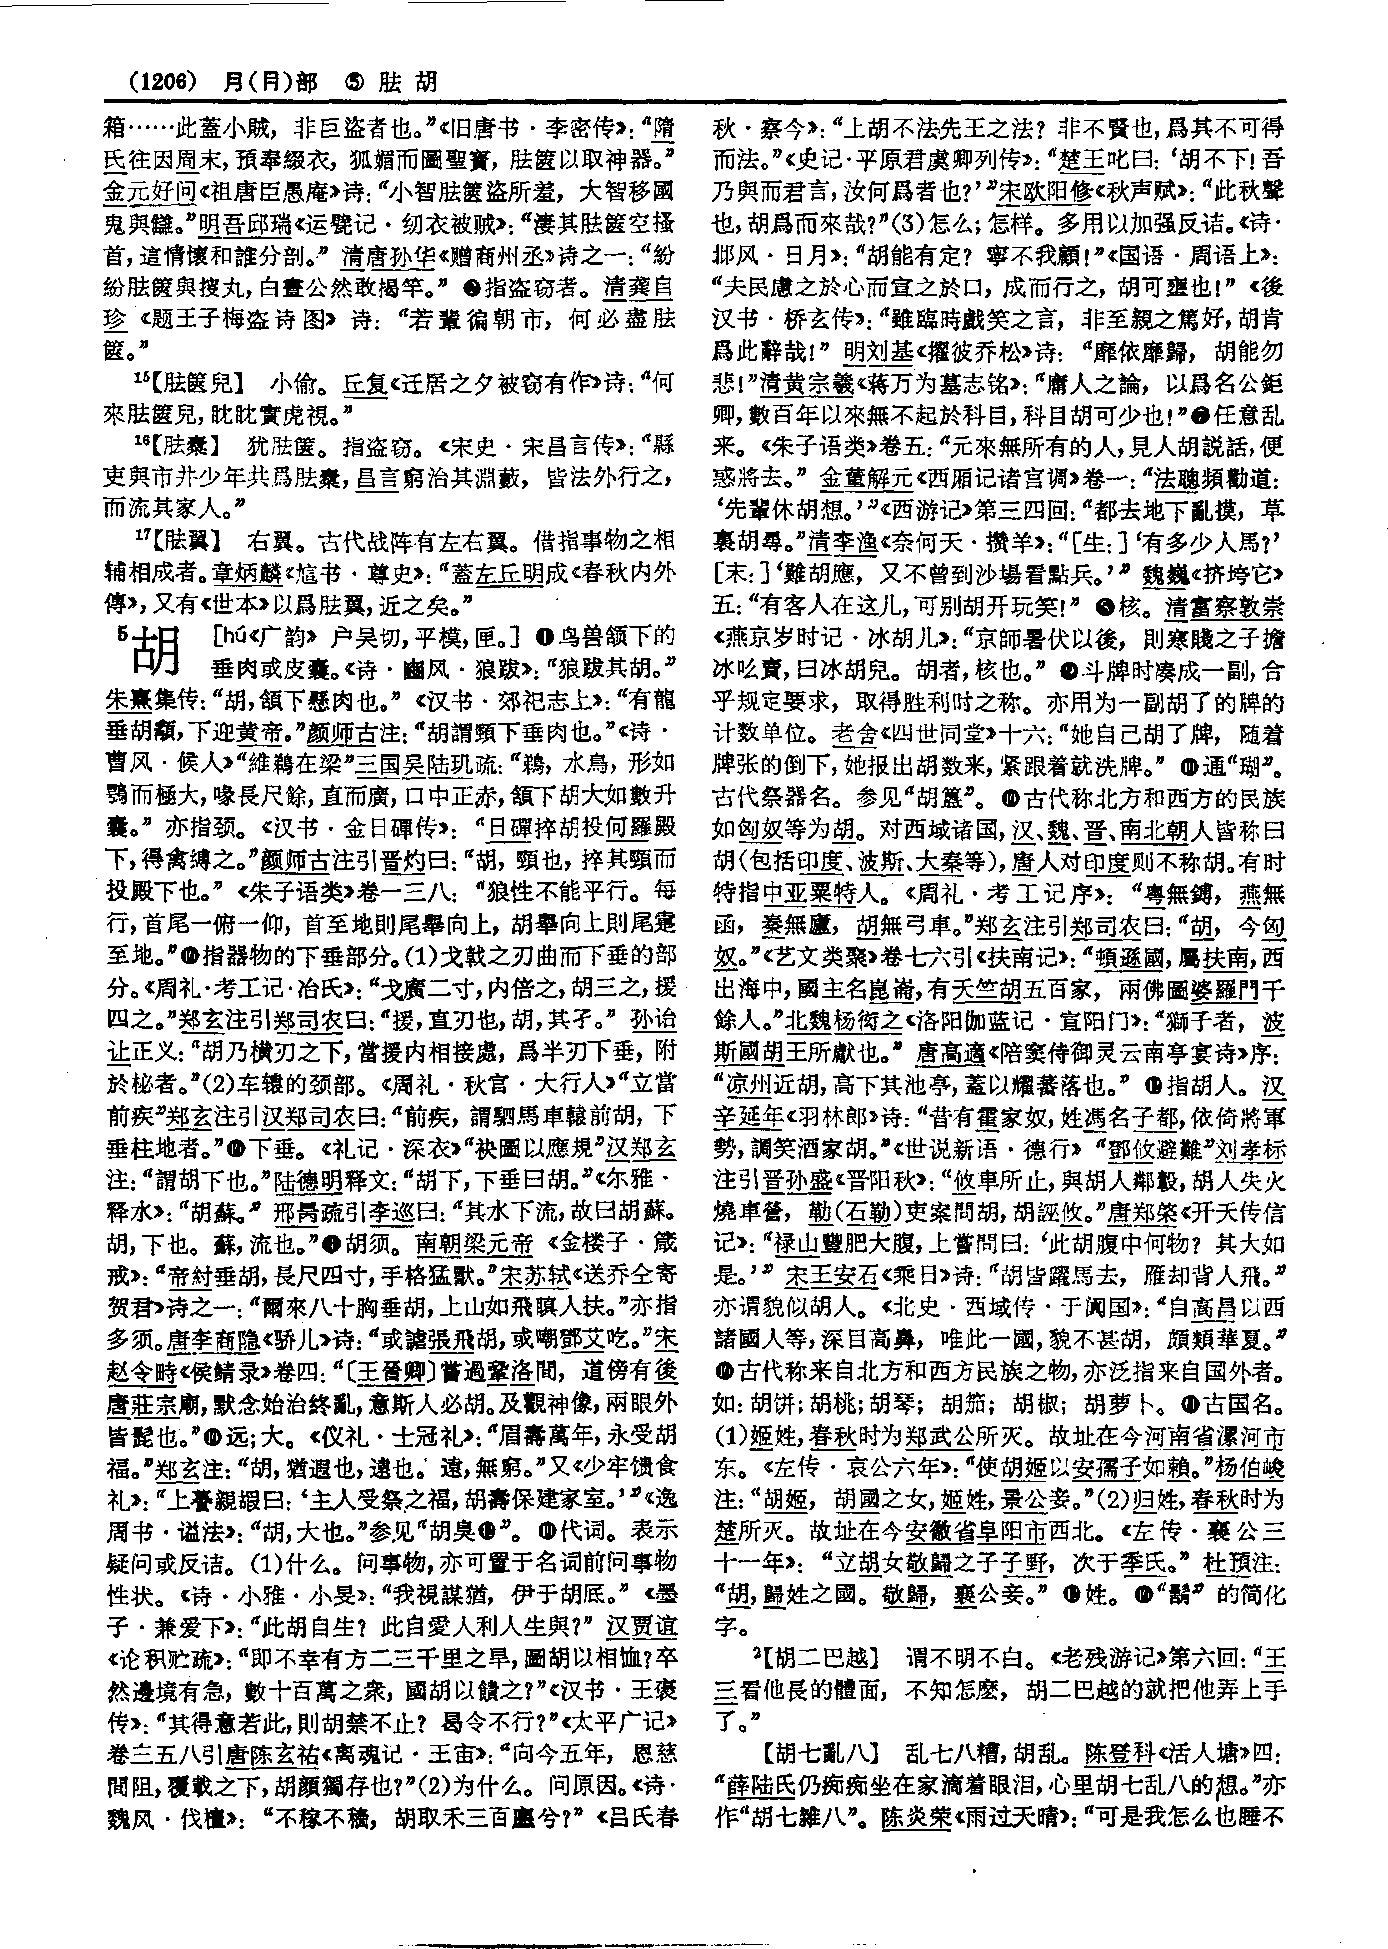 (1206) 月(⺼)部 ⑤ 胠 胡
箱……此蓋小賊，非巨盜者也。”《旧唐书·李密传》：“隋
氏往因周末，預奉綴衣，狐媚而圖聖寶，胠篋以取神器。”
金元好问《祖唐臣愚庵》诗：“小智胠篋盜所羞，大智移國
鬼與讎。”明吾邱瑞《运甓记·纫衣被贼》：“淒其胠篋空搔
首，這情懷和誰分剖。” 清唐孙华《赠商州丞》诗之一：“紛
紛胠篋與搜丸，白晝公然敢揭竿。” ❷指盗窃者。清龚自
珍《题王子梅盗诗图》诗：“若輩徧朝市，何必盡胠
篋。”
15【胠篋兒】 小偷。丘复《迁居之夕被窃有作》诗：“何
來胠篋兒，眈眈實虎視。”
16【胠橐】 犹胠篋。指盗窃。《宋史·宋昌言传》：“縣
吏與市井少年共爲胠橐，昌言窮治其淵藪，皆法外行之，
而流其家人。”
17【胠翼】 右翼。古代战阵有左右翼。借指事物之相
辅相成者。章炳麟《訄书·尊史》：“蓋左丘明成《春秋內外
傳》，又有《世本》以爲胠翼，近之矣。”
5胡 [hú《广韵》户吴切，平模，匣。] ❶鸟兽颔下的
垂肉或皮囊。《诗·豳风·狼跋》：“狼跋其胡。”
朱熹集传：“胡，頷下懸肉也。” 《汉书·郊祀志上》：“有龍
垂胡䫇，下迎黄帝。”颜师古注：“胡謂頸下垂肉也。”《诗·
曹风·候人》“維鵜在梁”三国吴陆玑疏：“鵜，水鳥，形如
鶚而極大，喙長尺餘，直而廣，口中正赤，頷下胡大如數升
囊。” 亦指颈。《汉书·金日磾传》：“日磾捽胡投何羅殿
下，得禽縛之。”颜师古注引晋灼曰：“胡，頸也，捽其頸而
投殿下也。” 《朱子语类》卷一三八：“狼性不能平行。每
行，首尾一俯一仰，首至地則尾舉向上，胡舉向上則尾疐
至地。”❷指器物的下垂部分。(1)戈戟之刃曲而下垂的部
分。《周礼·考工记·冶氏》：“戈廣二寸，內倍之，胡三之，援
四之。”郑玄注引郑司农曰：“援，直刃也，胡，其孑。” 孙诒
让正义：“胡乃横刃之下，當援內相接處，爲半刃下垂，附
於柲者。”(2)车辕的颈部。《周礼·秋官·大行人》“立當
前疾”郑玄注引汉郑司农曰：“前疾，謂駟馬車轅前胡，下
垂柱地者。”❸下垂。《礼记·深衣》“袂圜以應規”汉郑玄
注：“謂胡下也。”陆德明释文：“胡下，下垂曰胡。”《尔雅·
释水》：“胡蘇。” 邢昺疏引李巡曰：“其水下流，故曰胡蘇。
胡，下也。蘇，流也。”❹胡须。南朝梁元帝《金楼子·箴
戒》：“帝紂垂胡，長尺四寸，手格猛獸。”宋苏轼《送乔仝寄
贺君》诗之一：“爾來八十胸垂胡，上山如飛瞋人扶。”亦指
多须。唐李商隐《骄儿》诗：“或謔張飛胡，或嘲鄧艾吃。”宋
赵令畤《侯鲭录》卷四：“〔王晉卿〕嘗過鞏洛間，道傍有後
唐莊宗廟，默念始治終亂，意斯人必胡。及觀神像，兩眼外
皆髭也。”❺远；大。《仪礼·士冠礼》：“眉壽萬年，永受胡
福。”郑玄注：“胡，猶遐也，遠也。遠，無窮。”又《少牢馈食
礼》：“上養親嘏曰：‘主人受祭之福，胡壽保建家室。’”《逸
周书·谥法》：“胡，大也。”参见“胡臭❶”。 ❻代词。表示
疑问或反诘。(1)什么。问事物，亦可置于名词前问事物
性状。《诗·小雅·小旻》：“我視謀猶，伊于胡底。” 《墨
子·兼爱下》：“此胡自生？此自愛人利人生與？” 汉贾谊
《论积贮疏》：“即不幸有方二三千里之旱，國胡以相恤？卒
然邊境有急，數十百萬之衆，國胡以饋之？”《汉书·王褒
传》：“其得意若此，則胡禁不止？曷令不行？”《太平广记》
卷三五八引唐陈玄祐《离魂记·王宙》：“向今五年，恩慈
間阻，覆載之下，胡顏獨存也？”(2)为什么。问原因。《诗·
魏风·伐檀》：“不稼不穡，胡取禾三百廛兮？” 《吕氏春
秋·察今》：“上胡不法先王之法？非不賢也，爲其不可得
而法。”《史记·平原君虞卿列传》：“楚王叱曰：‘胡不下！吾
乃與而君言，汝何爲者也？’”宋欧阳修《秋声赋》：“此秋聲
也，胡爲而來哉？”(3)怎么；怎样。多用以加强反诘。《诗·
邶风·日月》：“胡能有定？寧不我顧！”《国语·周语上》：
“夫民慮之於心而宣之於口，成而行之，胡可壅也！” 《後
汉书·桥玄传》：“雖臨時戲笑之言，非至親之篤好，胡肯
爲此辭哉！” 明刘基《擢彼乔松》诗：“靡依靡歸，胡能勿
悲！”清黄宗羲《蒋万为墓志铭》：“庸人之論，以爲名公鉅
卿，數百年以來無不起於科目，科目胡可少也！”❼任意乱
来。《朱子语类》卷五：“元來無所有的人，見人胡説話，便
惑將去。” 金董解元《西厢记诸宫调》卷一：“法聰頻勸道：
‘先輩休胡想。’”《西游记》第三四回：“都去地下亂摸，草
裏胡尋。”清李渔《奈何天·攒羊》：“[生：]‘有多少人馬？’
[末：]‘難胡應，又不曾到沙場看點兵。’” 魏巍《挤垮它》
五：“有客人在这儿，可别胡开玩笑！” ❽核。清富察敦崇
《燕京岁时记·冰胡儿》：“京師暑伏以後，則寒賤之子擔
冰吆賣，曰冰胡兒。胡者，核也。” ❾斗牌时凑成一副，合
乎规定要求，取得胜利时之称。亦用为一副胡了的牌的
计数单位。老舍《四世同堂》十六：“她自己胡了牌，随着
牌张的倒下，她报出胡数来，紧跟着就洗牌。” ❿通“瑚”。
古代祭器名。参见“胡簋”。⓫古代称北方和西方的民族
如匈奴等为胡。对西域诸国，汉、魏、晋、南北朝人皆称曰
胡（包括印度、波斯、大秦等），唐人对印度则不称胡。有时
特指中亚粟特人。《周礼·考工记序》：“粵無鎛，燕無
函，秦無廬，胡無弓車。”郑玄注引郑司农曰：“胡，今匈
奴。”《艺文类聚》卷七六引《扶南记》：“頓遜國，屬扶南，西
出海中，國主名崑崙，有天竺胡五百家，兩佛圖婆羅門千
餘人。”北魏杨衒之《洛阳伽蓝记·宣阳门》：“獅子者，波
斯國胡王所獻也。” 唐高適《陪窦侍御灵云南亭宴诗》序：
“凉州近胡，高下其池亭，蓋以耀蕃落也。” ⓬指胡人。汉
辛延年《羽林郎》诗：“昔有霍家奴，姓馮名子都，依倚將軍
勢，調笑酒家胡。”《世说新语·德行》“鄧攸避難”刘孝标
注引晋孙盛《晋阳秋》：“攸車所止，與胡人鄰轂，胡人失火
燒車營，勒（石勒）吏案問胡，胡誣攸。”唐郑棨《开天传信
记》：“禄山豐肥大腹，上嘗問曰：‘此胡腹中何物？其大如
是。’” 宋王安石《乘日》诗：“胡皆躍馬去，雁却背人飛。”
亦谓貌似胡人。《北史·西域传·于阗国》：“自高昌以西
諸國人等，深目高鼻，唯此一國，貌不甚胡，頗類華夏。”
⓭古代称来自北方和西方民族之物，亦泛指来自国外者。
如：胡饼；胡桃；胡琴；胡笳；胡椒；胡萝卜。⓮古国名。
(1)姬姓，春秋时为郑武公所灭。故址在今河南省漯河市
东。《左传·哀公六年》：“使胡姬以安孺子如賴。”杨伯峻
注：“胡姬，胡國之女，姬姓，景公妾。”(2)归姓，春秋时为
楚所灭。故址在今安徽省阜阳市西北。《左传·襄公三
十一年》：“立胡女敬歸之子子野，次于季氏。” 杜預注：
“胡，歸姓之國。敬歸，襄公妾。” ⓯姓。⓰“鬍”的简化
字。
2【胡二巴越】 谓不明不白。《老残游记》第六回：“王
三看他長的體面，不知怎麼，胡二巴越的就把他弄上手
了。”
【胡七亂八】 乱七八糟，胡乱。陈登科《活人塘》四：
“薛陆氏仍痴痴坐在家滴着眼泪，心里胡七乱八的想。”亦
作“胡七雜八”。陈炎荣《雨过天晴》：“可是我怎么也睡不